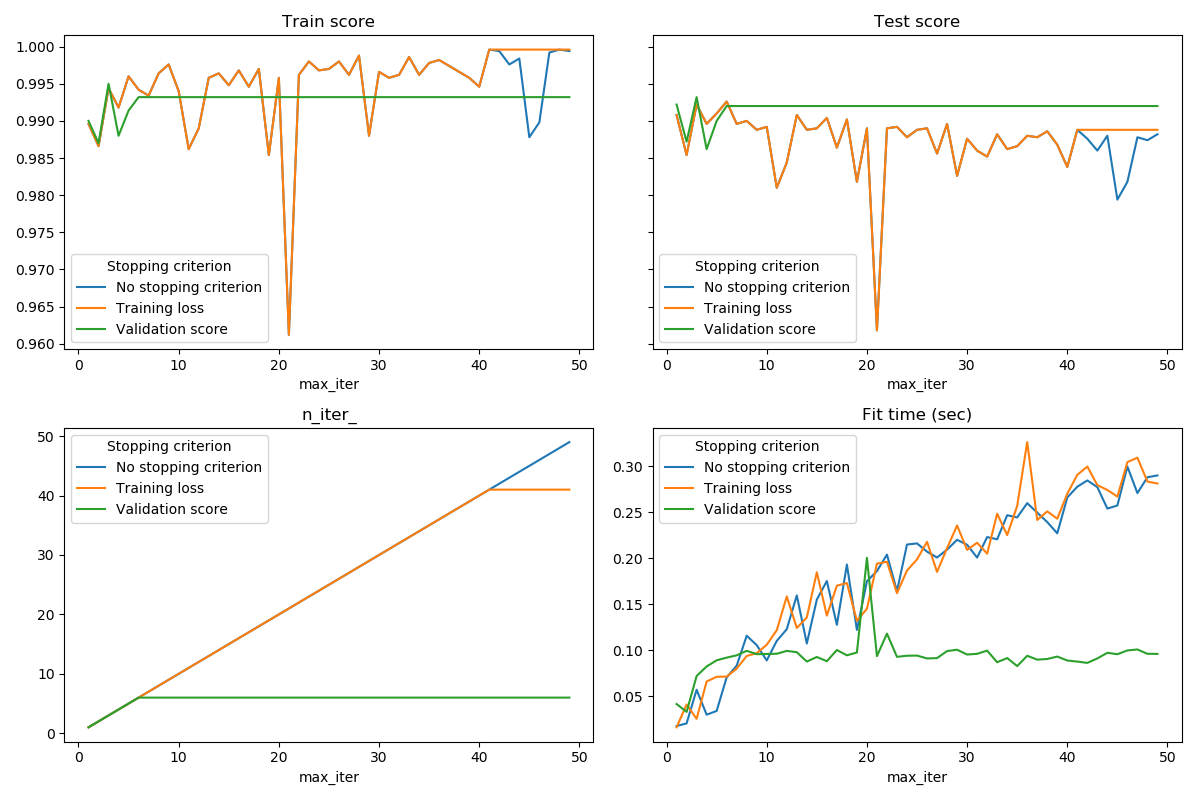 Train score
1.000
0.995
0.990
0.985
0.980
0.975
0.970
0.965
0.960
Stopping criterion
No stopping criterion
Training loss
Validation score
0 10 20 30 40 50
max_iter
Test score
Stopping criterion
No stopping criterion
Training loss
Validation score
0 10 20 30 40 50
max_iter
n_iter_
50
40
30
20
10
0
Stopping criterion
No stopping criterion
Training loss
Validation score
0 10 20 30 40 50
max_iter
Fit time (sec)
0.30
0.25
0.20
0.15
0.10
0.05
Stopping criterion
No stopping criterion
Training loss
Validation score
0 10 20 30 40 50
max_iter